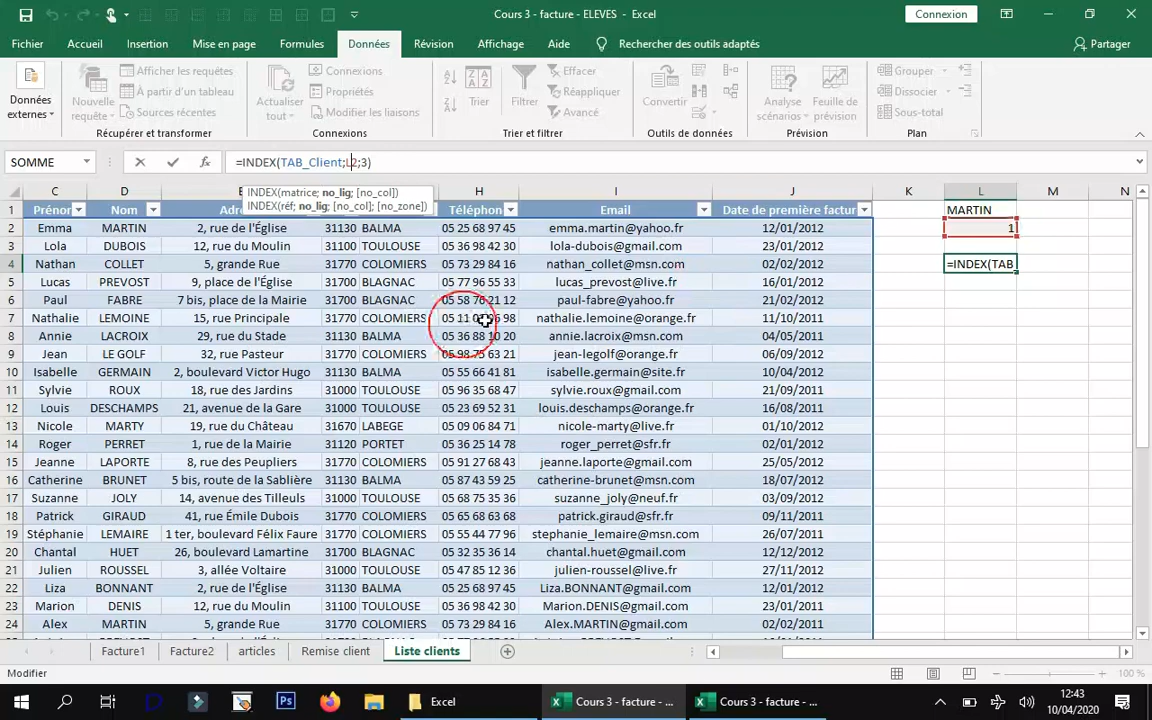 Cours 3 - facture - ELEVES - Excel
Connexion
Fichier Accueil Insertion Mise en page Formules Données Révision Affichage Aide Rechercher des outils adaptés Partager
Données externes
Nouvelle requête
Afficher les requêtes
À partir d'un tableau
Sources récentes
Récupérer et transformer
Actualiser tout
Connexions
Propriétés
Modifier les liaisons
Connexions
Trier
Filtrer
Effacer
Réappliquer
Avancé
Trier et filtrer
Convertir
Outils de données
Analyse scénarios
Feuille de prévision
Prévision
Grouper
Dissocier
Sous-total
Plan
SOMME =INDEX(TAB_Client;L2;3)
INDEX(matrice; no_lig; [no_col])
INDEX(réf; no_lig; [no_col]; [no_zone])
C D H I J K L M N
1 Prénor Nom Adre Téléphon Email Date de première factur MARTIN
2 Emma MARTIN 2, rue de l'Église 31130 BALMA 05 25 68 97 45 emma.martin@yahoo.fr 12/01/2012 1
3 Lola DUBOIS 12, rue du Moulin 31100 TOULOUSE 05 36 98 42 30 lola-dubois@gmail.com 23/01/2012
4 Nathan COLLET 5, grande Rue 31770 COLOMIERS 05 73 29 84 16 nathan_collet@msn.com 02/02/2012 =INDEX(TAB
5 Lucas PREVOST 9, place de l'Église 31700 BLAGNAC 05 77 96 55 33 lucas_prevost@live.fr 16/01/2012
6 Paul FABRE 7 bis, place de la Mairie 31700 BLAGNAC 05 58 76 21 12 paul-fabre@yahoo.fr 21/02/2012
7 Nathalie LEMOINE 15, rue Principale 31770 COLOMIERS 05 11 98 nathalie.lemoine@orange.fr 11/10/2011
8 Annie LACROIX 29, rue du Stade 31130 BALMA 05 36 88 10 20 annie.lacroix@msn.com 23/01/2012
9 Jean LE GOLF 32, rue Pasteur 31770 COLOMIERS 05 98 75 63 21 jean-legolf@orange.fr 06/09/2012
10 Isabelle GERMAIN 2, boulevard Victor Hugo 31130 BALMA 05 55 66 41 81 isabelle.germain@site.fr 10/04/2012
11 Sylvie ROUX 18, rue des Jardins 31000 TOULOUSE 05 96 35 68 47 sylvie.roux@gmail.com 21/09/2011
12 Louis DESCHAMPS 21, avenue de la Gare 31000 TOULOUSE 05 23 69 52 31 louis.deschamps@orange.fr 16/08/2011
13 Nicole MARTY 19, rue du Château 31670 LABEGE 05 09 06 84 71 nicole-marty@live.fr 01/10/2012
14 Roger PERRET 1, rue de la Mairie 31120 PORTET 05 36 25 14 78 roger_perret@sfr.fr 02/01/2012
15 Jeanne LAPORTE 8, rue des Peupliers 31770 COLOMIERS 05 91 27 68 43 jeanne.laporte@gmail.com 25/05/2012
16 Catherine BRUNET 5 bis, route de la Sablière 31770 COLOMIERS 05 87 43 59 25 catherine-brunet@msn.com 18/07/2012
17 Suzanne JOLY 14, avenue des Tilleuls 31000 TOULOUSE 05 68 75 35 36 suzanne_joly@neuf.fr 03/09/2012
18 Patrick GIRAUD 41, rue Émile Dubois 31770 COLOMIERS 05 65 68 63 68 patrick.giraud@sfr.fr 09/11/2011
19 Stéphanie LEMAIRE 1 ter, boulevard Félix Faure 31770 COLOMIERS 05 55 44 77 96 stephanie_lemaire@msn.com 26/07/2011
20 Chantal HUET 26, boulevard Lamartine 31700 BLAGNAC 05 32 35 36 14 chantal.huet@gmail.com 12/12/2012
21 Julien ROUSSEL 3, allée Voltaire 31000 TOULOUSE 05 47 85 12 36 julien-roussel@live.fr 27/11/2012
22 Liza BONNANT 2, rue de l'Église 31130 BALMA 05 25 68 97 45 Liza.BONNANT@gmail.com 12/01/2012
23 Marion DENIS 12, rue du Moulin 31100 TOULOUSE 05 36 98 42 30 Marion.DENIS@gmail.com 23/01/2012
24 Alex MARTIN 5, grande Rue 31770 COLOMIERS 05 73 29 84 16 Alex.MARTIN@gmail.com 02/02/2012
Facture1 Facture2 articles Remise client Liste clients
Modifier 100 %
Excel Cours 3 - facture - ... Cours 3 - facture - ... 12:43
10/04/2020